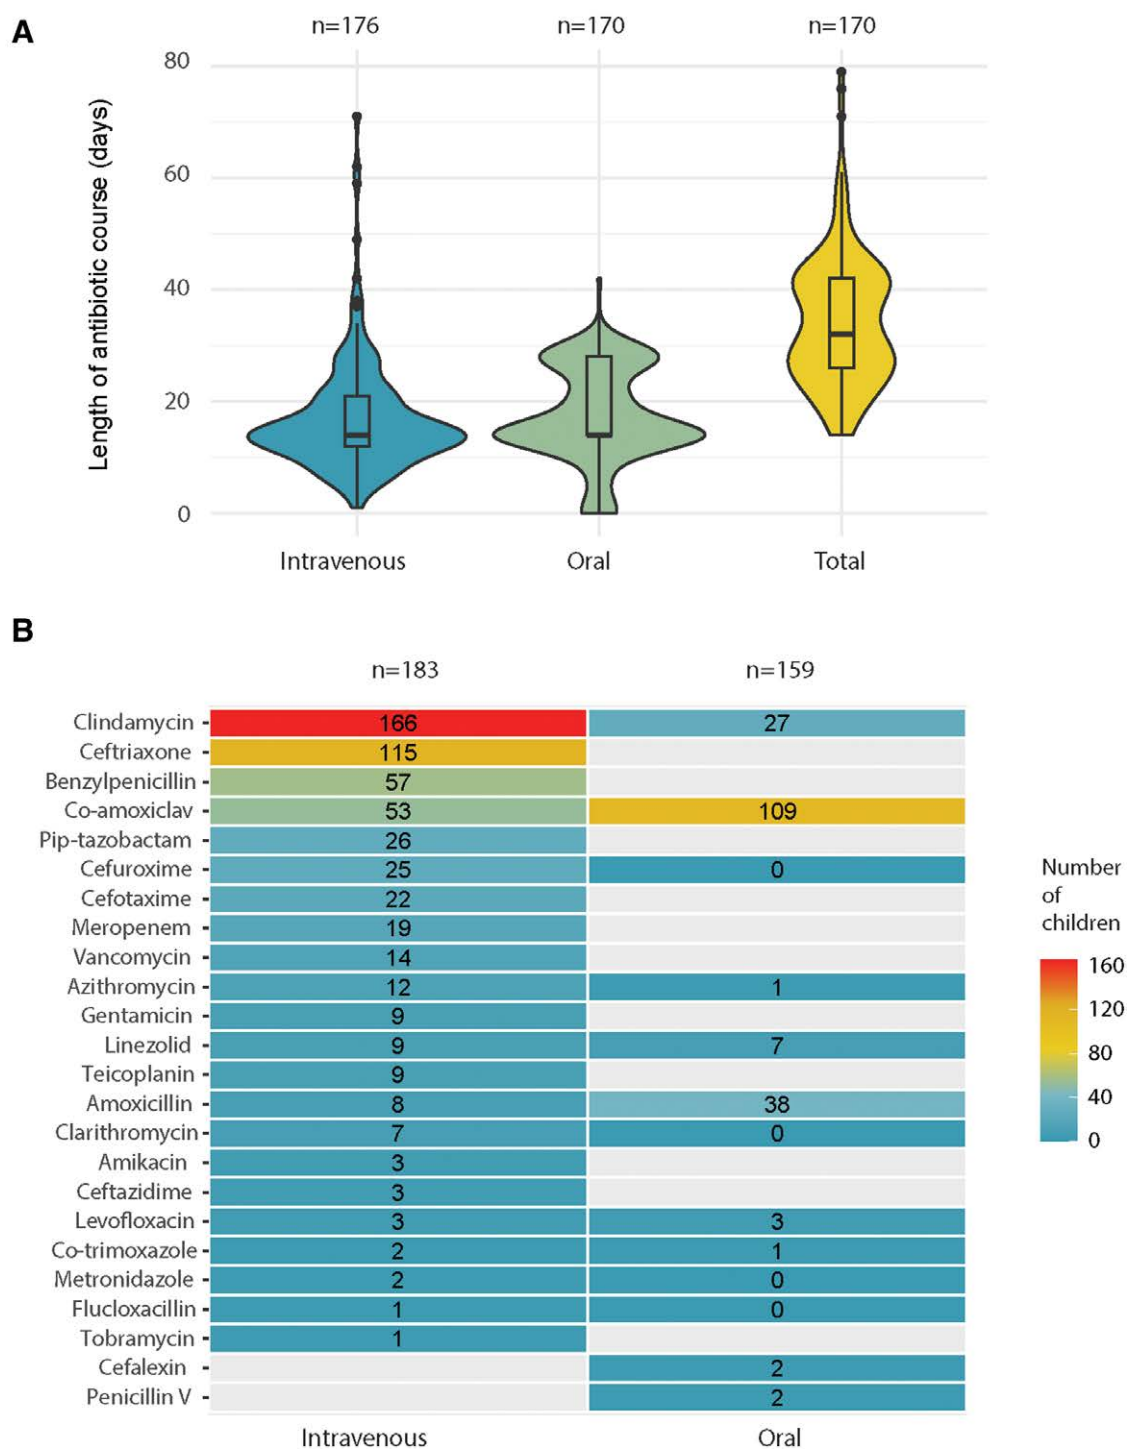 A
n=176 n=170 n=170
Length of antibiotic course (days)
80
60
40
20
0
Intravenous Oral Total
B
n=183 n=159
Clindamycin 166 27
Ceftriaxone 115
Benzylpenicillin 57
Co-amoxiclav 53 109
Pip-tazobactam 26
Cefuroxime 25 0
Cefotaxime 22
Meropenem 19
Vancomycin 14
Azithromycin 12 1
Gentamicin 9
Linezolid 9 7
Teicoplanin 9
Amoxicillin 8 38
Clarithromycin 7 0
Amikacin 3
Ceftazidime 3
Levofloxacin 3 3
Co-trimoxazole 2 1
Metronidazole 2 0
Flucloxacillin 1 0
Tobramycin 1
Cefalexin 2
Penicillin V 2
Intravenous Oral
Number
of
children
160
120
80
40
0